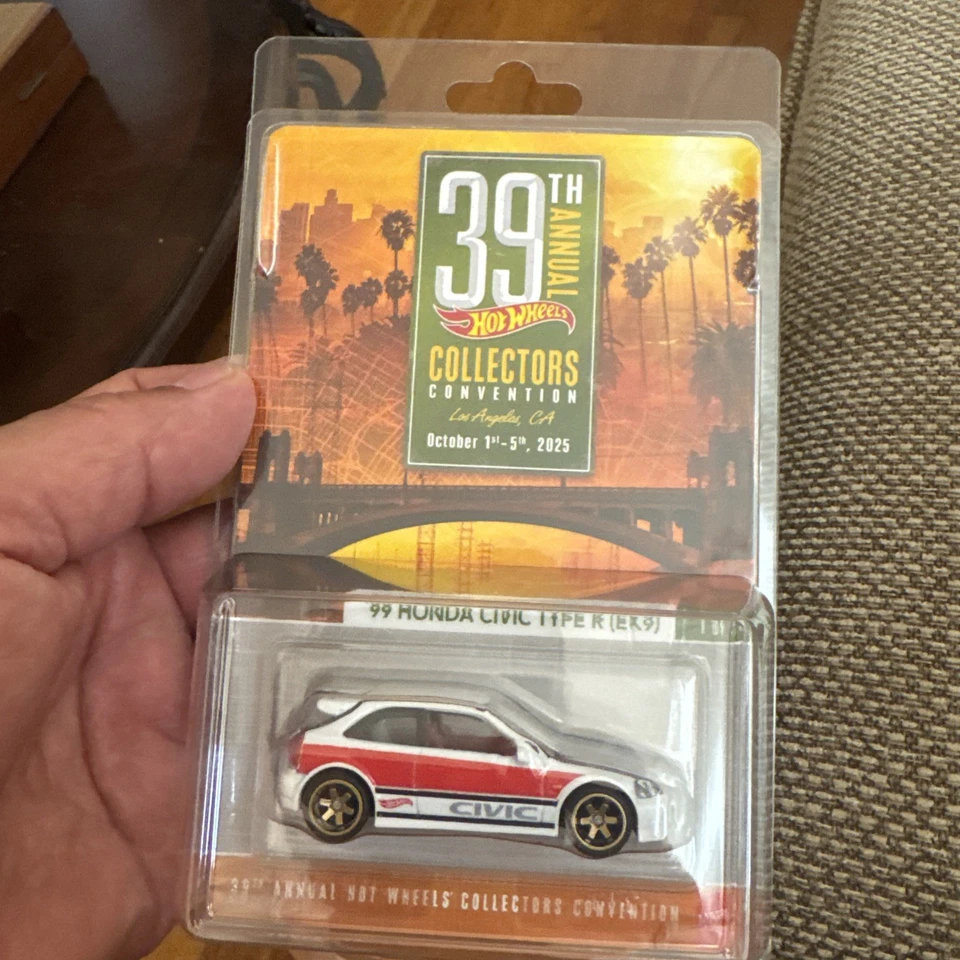 39TH
ANNUAL
HOT WHEELS
COLLECTORS
CONVENTION
Los Angeles, CA
October 1st-5th, 2025
'99 HONDA CIVIC TYPE R (EK9)
CIVIC
39TH ANNUAL HOT WHEELS® COLLECTORS CONVENTION